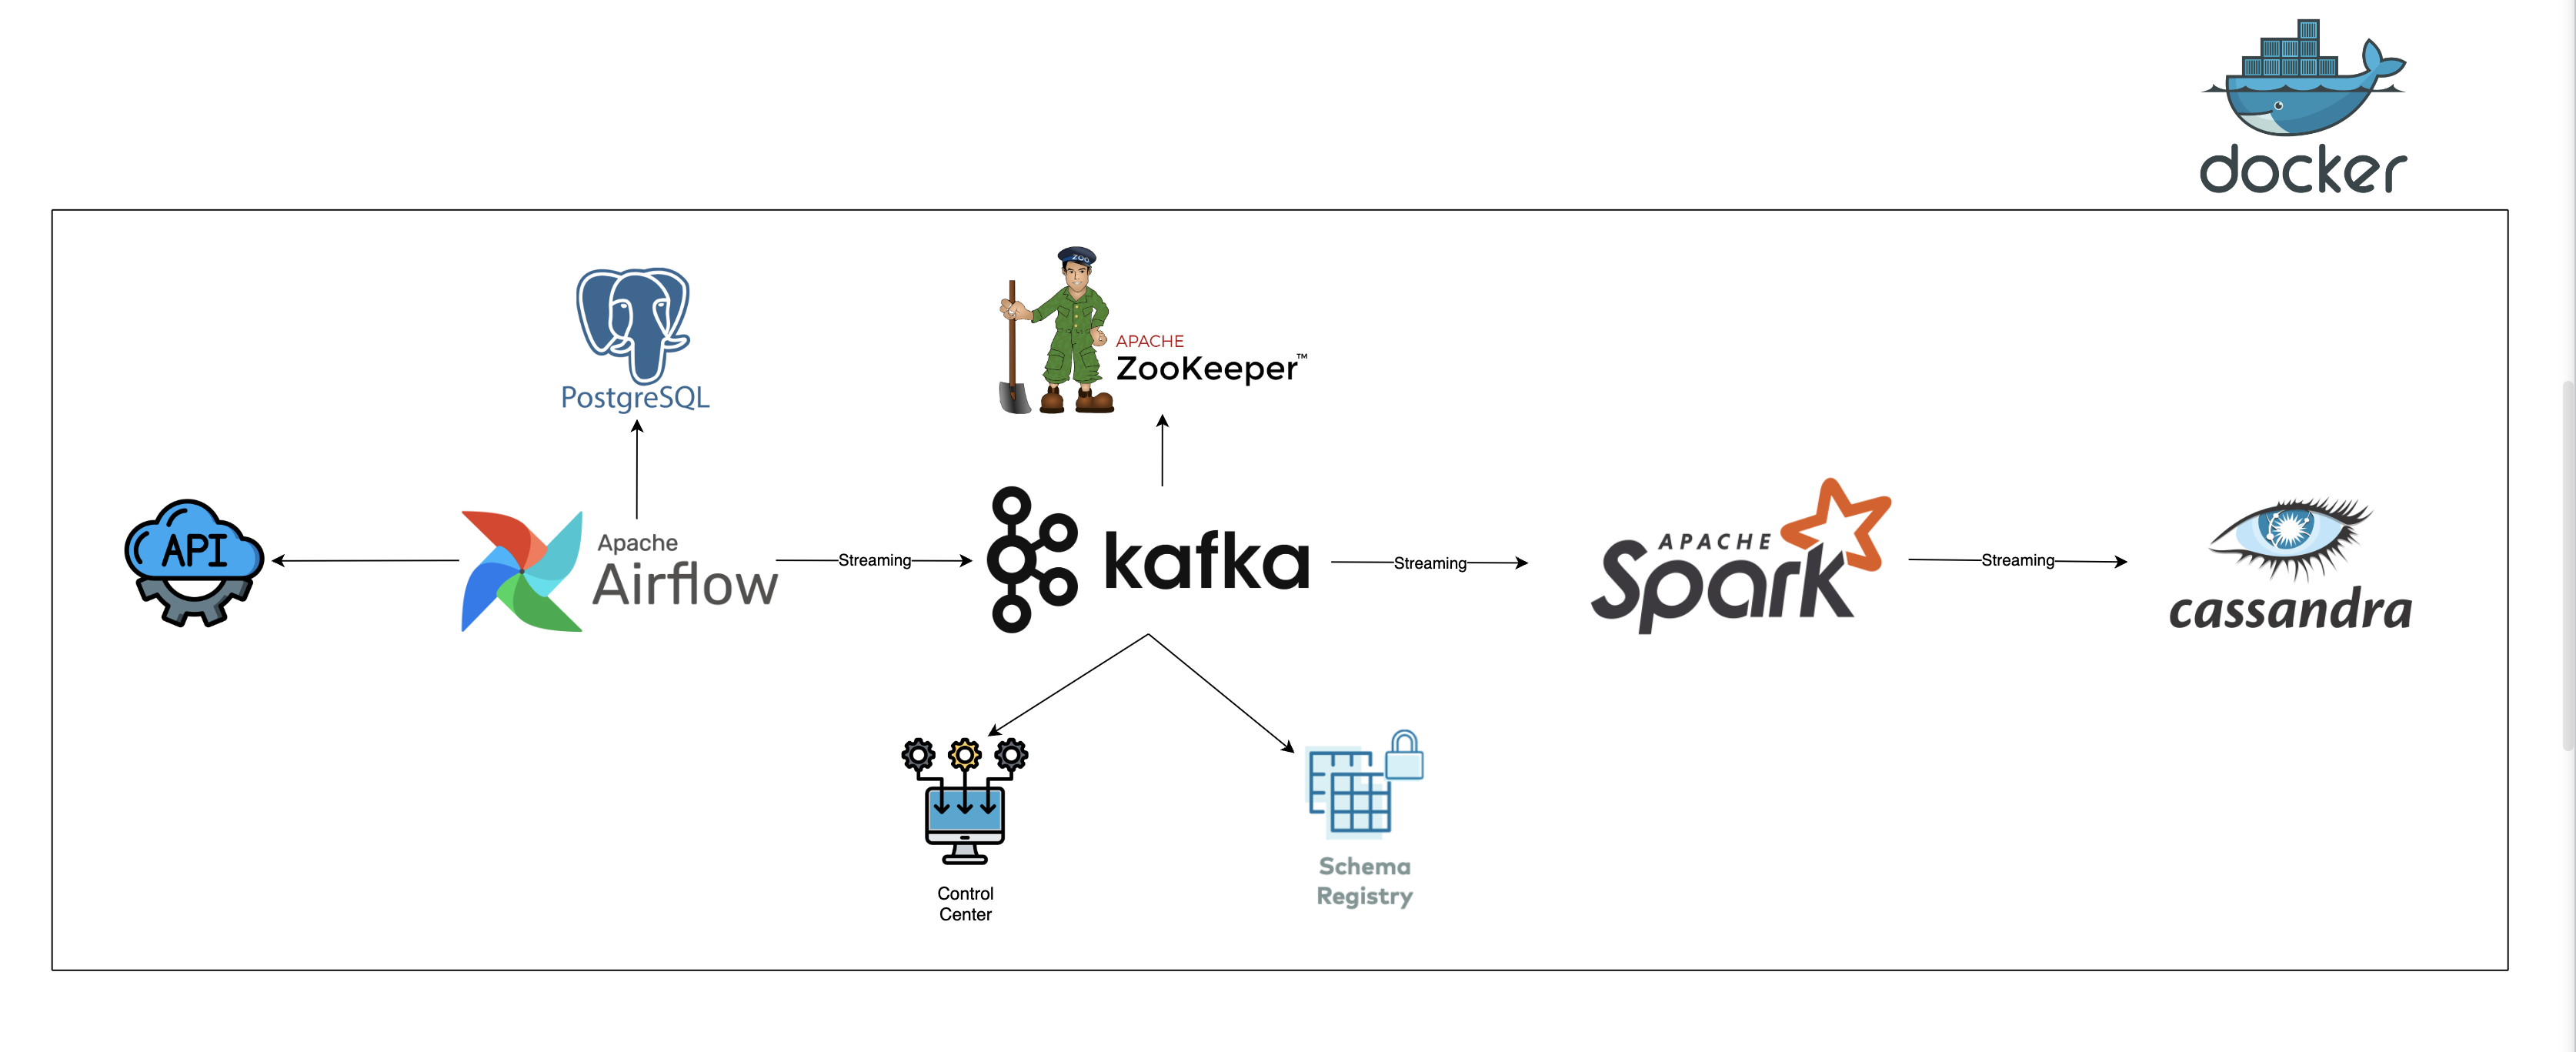 docker
ZOO
APACHE
ZooKeeper™
PostgreSQL
API
Apache
Airflow
Streaming
kafka
Streaming
APACHE
Spark
Streaming
cassandra
Control
Center
Schema
Registry